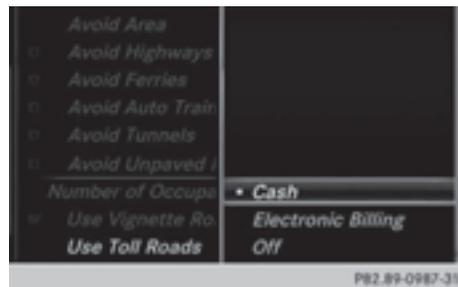 Avoid Area
Avoid Highways
Avoid Ferries
Avoid Auto Train
Avoid Tunnels
Avoid Unpaved
Number of Occupa
Use Vignette Ro
Use Toll Roads
• Cash
Electronic Billing
Off
P82.89-0987-31